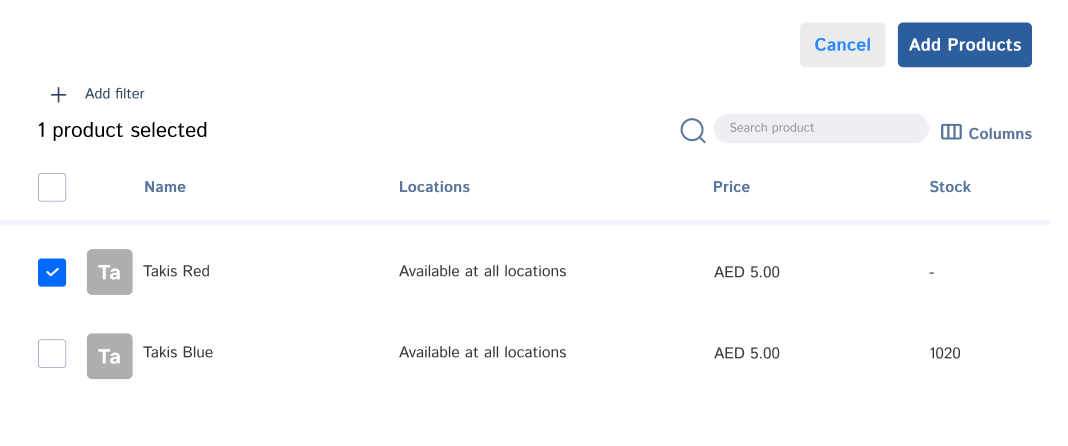 Cancel Add Products
Add filter
1 product selected
Search product Columns
Name Locations Price Stock
Ta Takis Red Available at all locations AED 5.00 -
Ta Takis Blue Available at all locations AED 5.00 1020